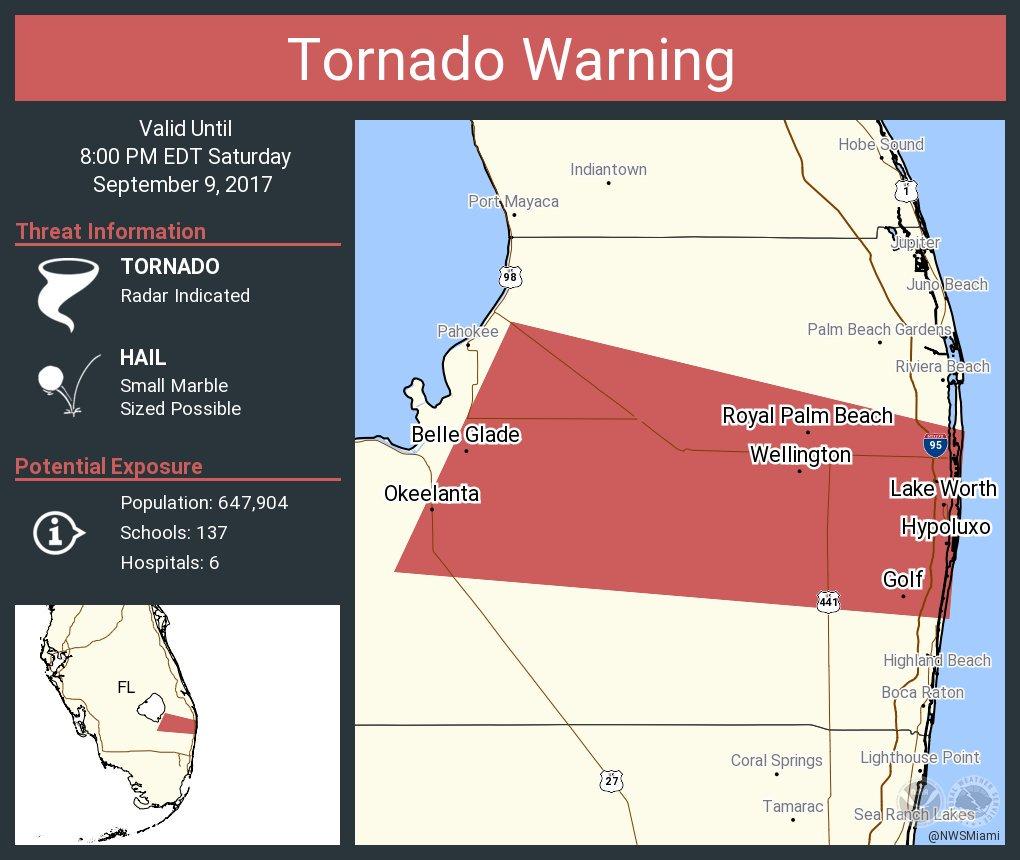 Tornado Warning
Valid Until
8:00 PM EDT Saturday
September 9, 2017
Threat Information
TORNADO
Radar Indicated
HAIL
Small Marble
Sized Possible
Potential Exposure
Population: 647,904
Schools: 137
Hospitals: 6
FL
Hobe Sound
Indiantown
1
Port Mayaca
Jupiter
98
Juno Beach
Pahokee
Palm Beach Gardens
Riviera Beach
Royal Palm Beach
Belle Glade
95
Wellington
Okeelanta
Lake Worth
Hypoluxo
Golf
441
Highland Beach
Boca Raton
Coral Springs
Lighthouse Point
27
Tamarac
Sea Ranch Lakes
@NWSMiami